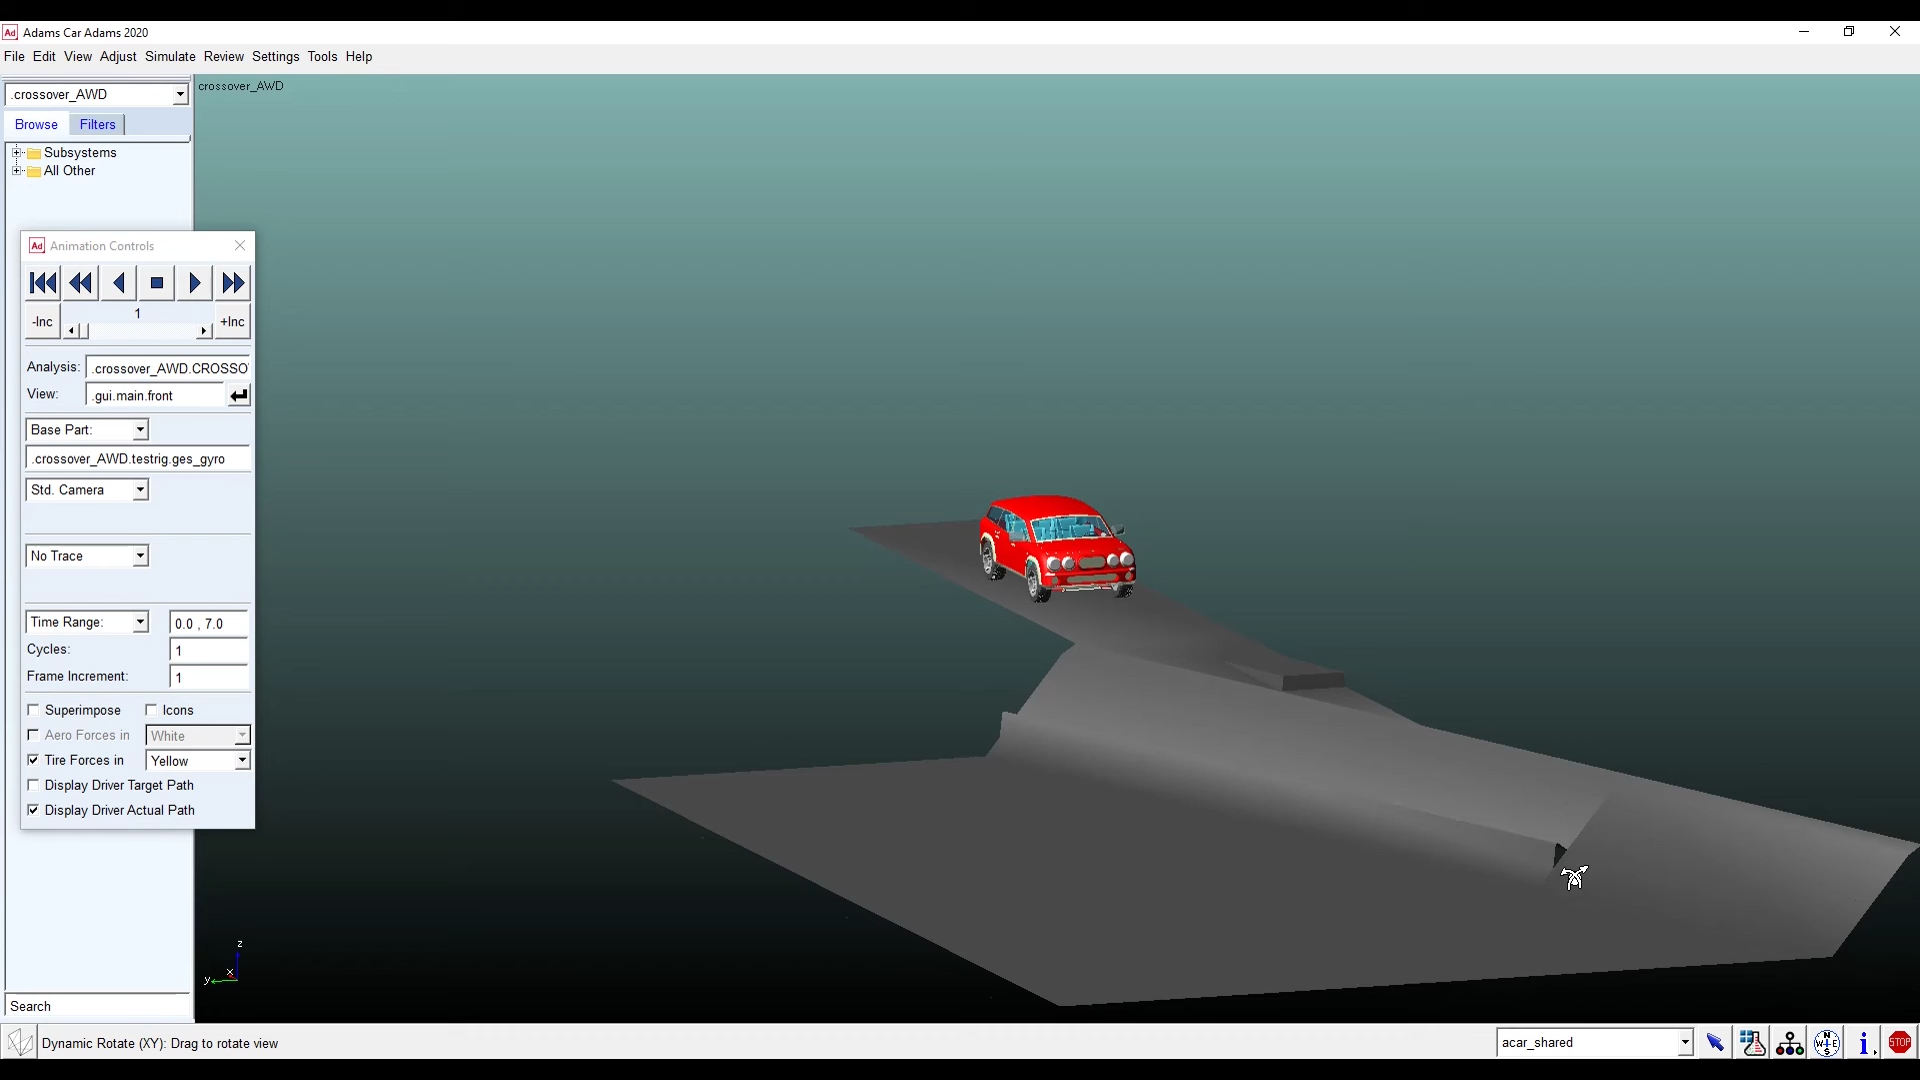 Ad Adams Car Adams 2020
File Edit View Adjust Simulate Review Settings Tools Help
.crossover_AWD
crossover_AWD
Browse Filters
Subsystems
All Other
Ad Animation Controls
1
-Inc
+Inc
Analysis: .crossover_AWD.CROSSO
View: .gui.main.front
Base Part:
.crossover_AWD.testrig.ges_gyro
Std. Camera
No Trace
Time Range: 0.0 , 7.0
Cycles: 1
Frame Increment: 1
Superimpose Icons
Aero Forces in White
Tire Forces in Yellow
Display Driver Target Path
Display Driver Actual Path
z
x
y
Search
Dynamic Rotate (XY): Drag to rotate view
acar_shared
N
W E
S
i
STOP